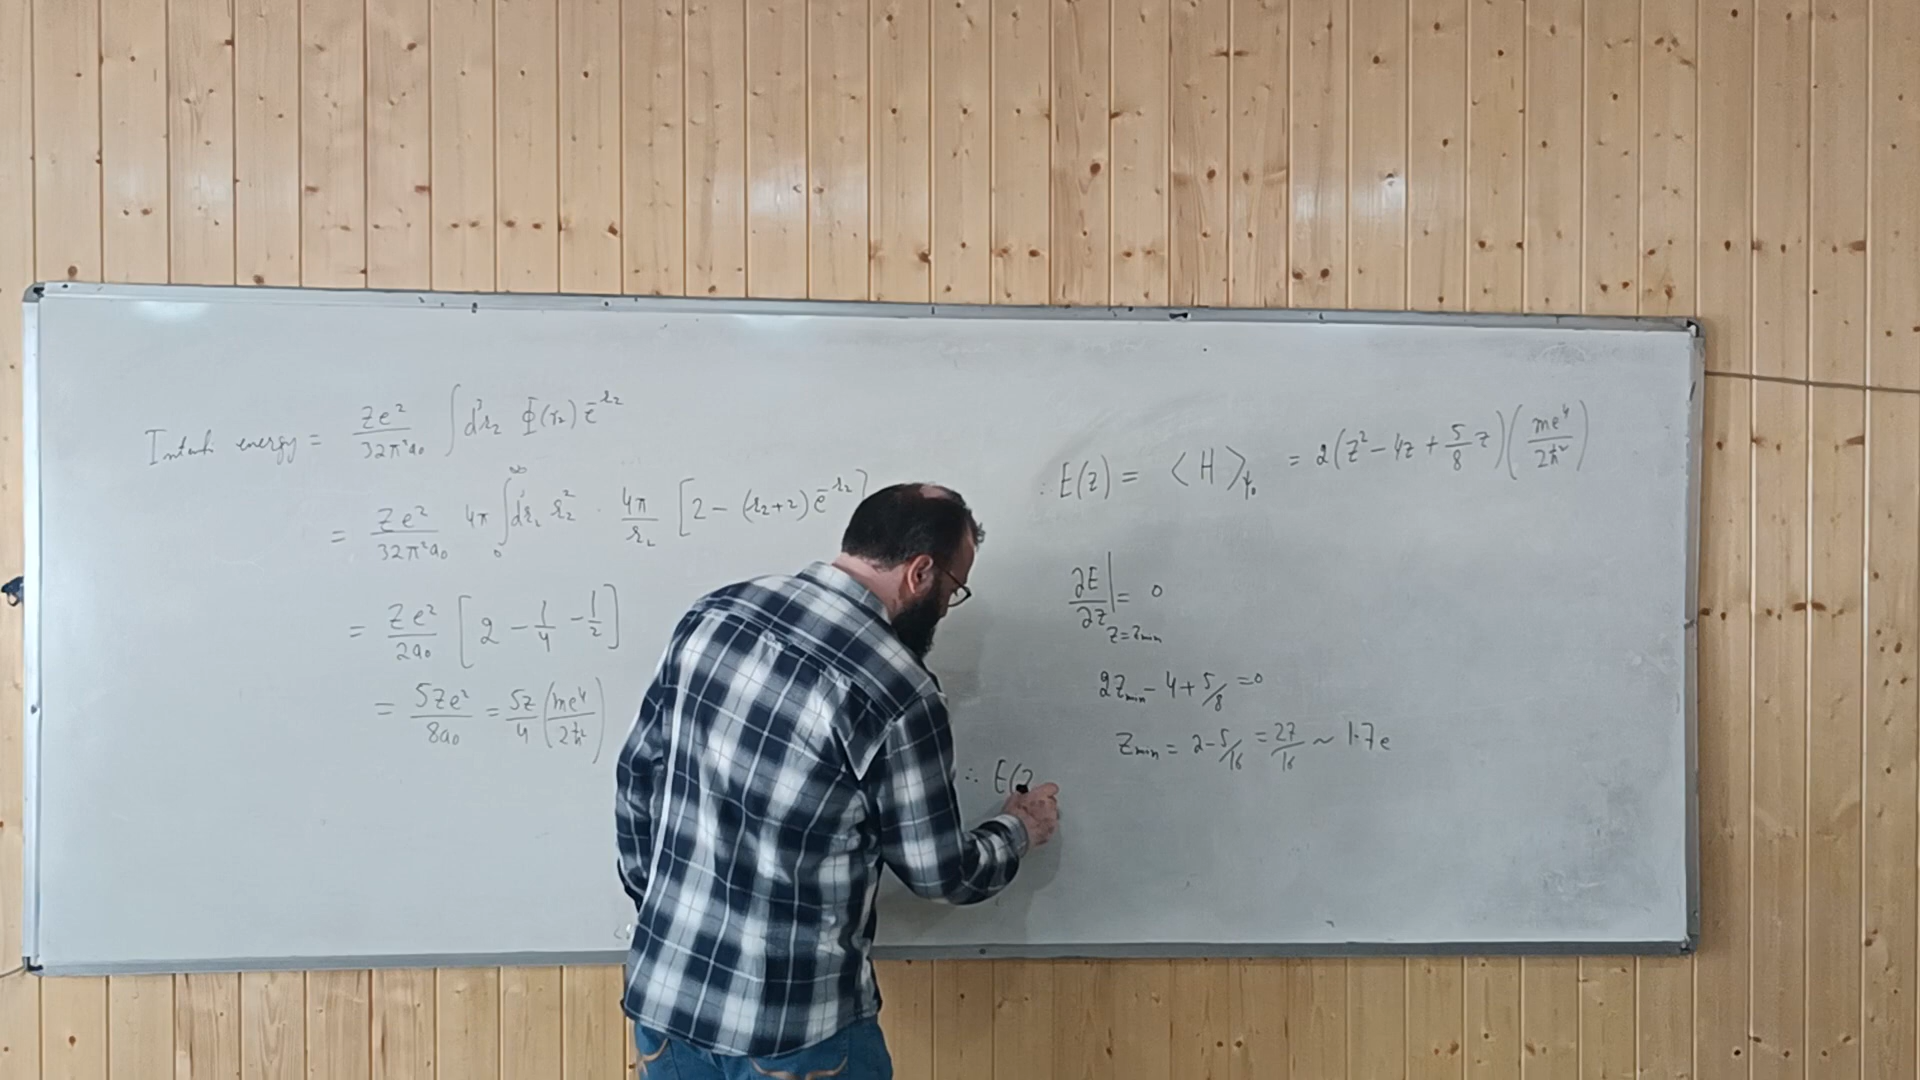 Intn energy = Ze²/32π²a₀ ∫ d³r₂ Φ(r₂) e^-r₂
= Ze²/32π²a₀ 4π ∫₀^∞ dr₂ r₂² · 4π/r₂ [2 - (r₂+2) e^-r₂]
= Ze²/2a₀ [2 - 1/4 - 1/2]
= 5Ze²/8a₀ = 5Z/4 (me⁴/2ħ²)
∴ E(Z) = ⟨H⟩ψ₀ = 2(Z² - 4Z + 5/8 Z)(me⁴/2ħ²)
∂E/∂Z |Z=Zmin = 0
2Zmin - 4 + 5/8 = 0
Zmin = 2 - 5/16 = 27/16 ~ 1.7e
∴ E(Z